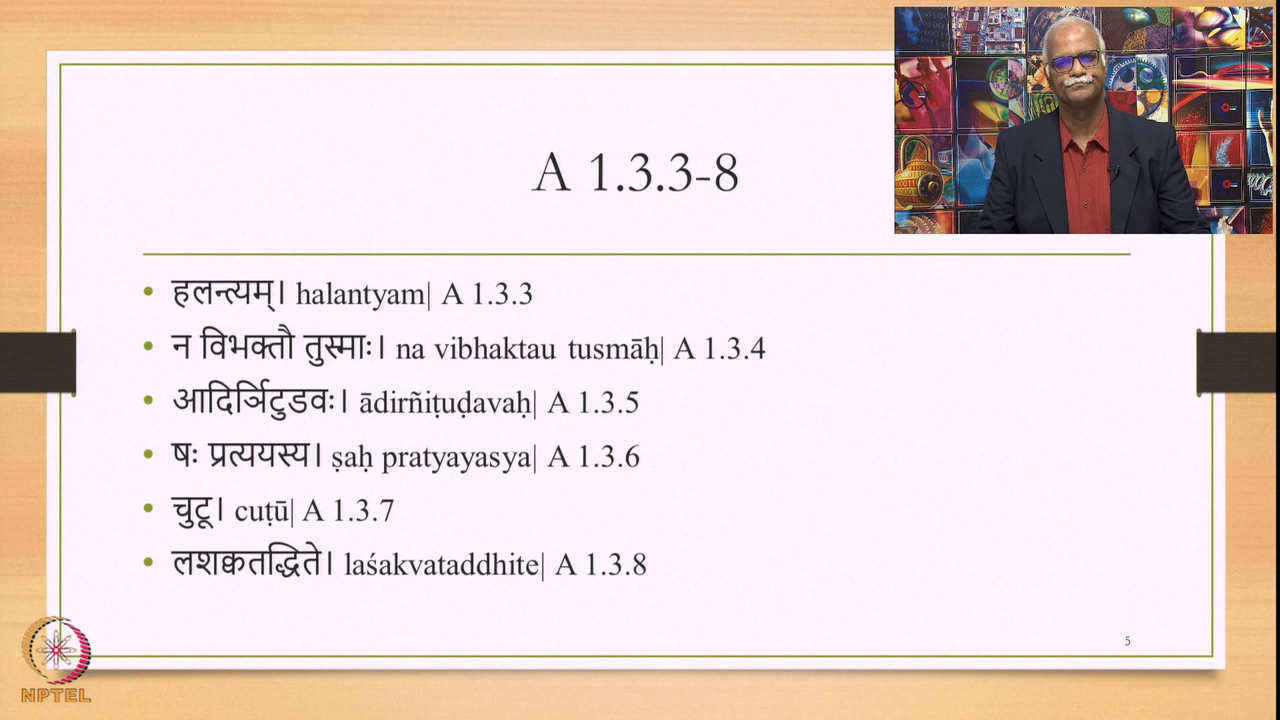 A 1.3.3-8
• हलन्त्यम्। halantyam| A 1.3.3
• न विभक्तौ तुस्माः। na vibhaktau tusmāḥ| A 1.3.4
• आदिर्ञिटुडवः। ādirñiṭuḍavaḥ| A 1.3.5
• षः प्रत्ययस्य। ṣaḥ pratyayasya| A 1.3.6
• चुटू। cuṭū| A 1.3.7
• लशक्वतद्धिते। laśakvataddhite| A 1.3.8
5
NPTEL